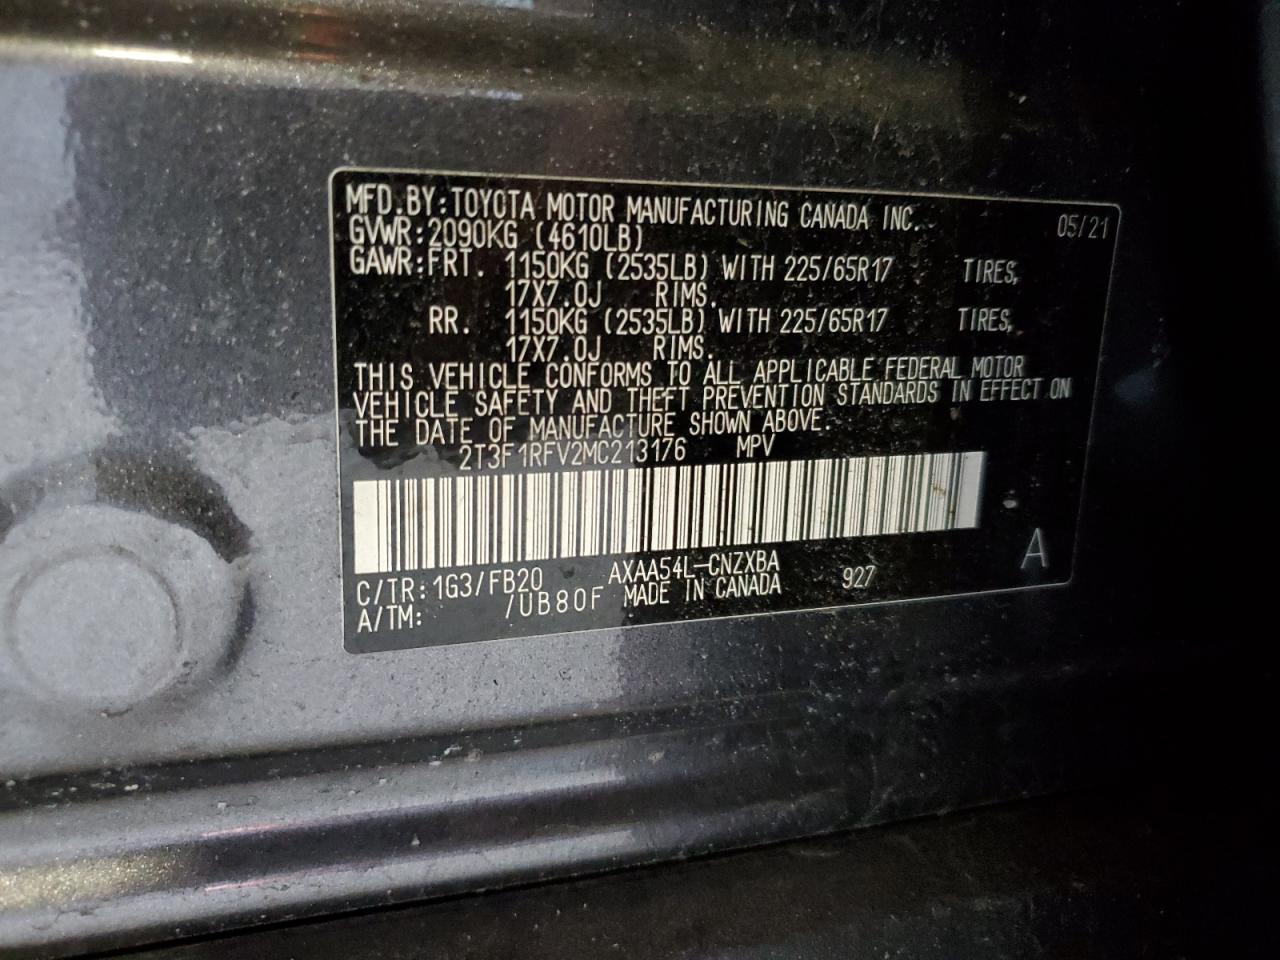 MFD.BY:TOYOTA MOTOR MANUFACTURING CANADA INC. 05/21
GVWR:2090KG (4610LB)
GAWR:FRT. 1150KG (2535LB) WITH 225/65R17 TIRES,
17X7.0J RIMS.
RR. 1150KG (2535LB) WITH 225/65R17 TIRES,
17X7.0J RIMS.
THIS VEHICLE CONFORMS TO ALL APPLICABLE FEDERAL MOTOR
VEHICLE SAFETY AND THEFT PREVENTION STANDARDS IN EFFECT ON
THE DATE OF MANUFACTURE SHOWN ABOVE.
2T3F1RFV2MC213176 MPV
C/TR:1G3/FB20 AXAA54L-CNZXBA 927 A
A/TM: /UB80F MADE IN CANADA